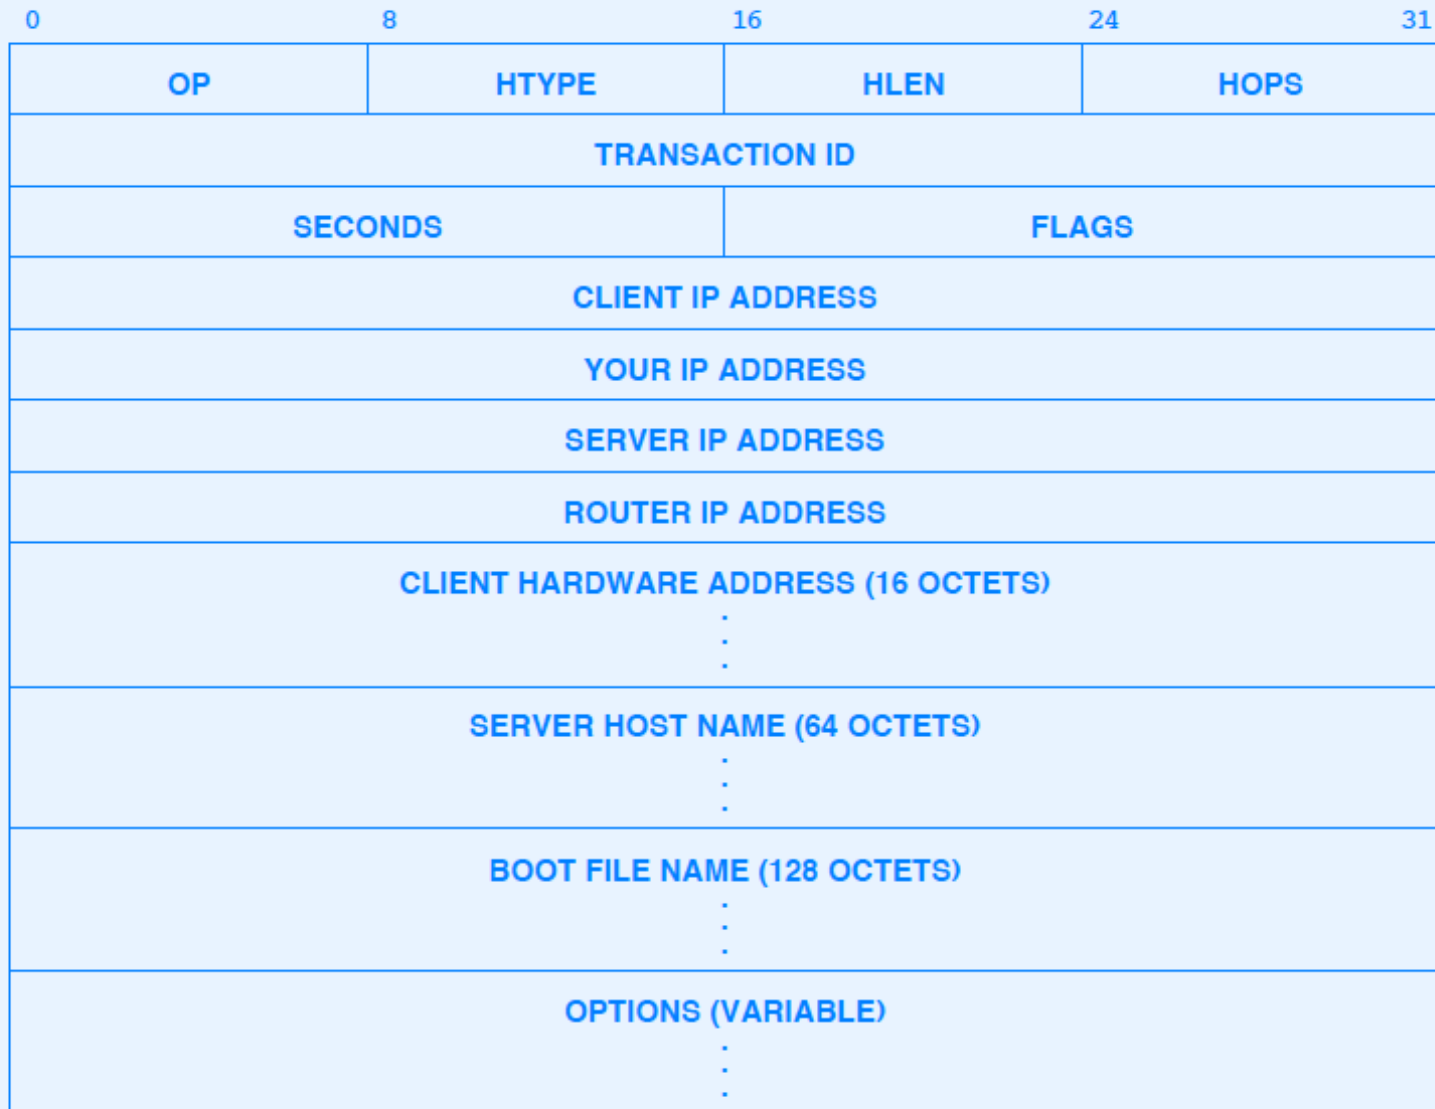 0 8 16 24 31
OP HTYPE HLEN HOPS
TRANSACTION ID
SECONDS FLAGS
CLIENT IP ADDRESS
YOUR IP ADDRESS
SERVER IP ADDRESS
ROUTER IP ADDRESS
CLIENT HARDWARE ADDRESS (16 OCTETS)
.
.
.
SERVER HOST NAME (64 OCTETS)
.
.
.
BOOT FILE NAME (128 OCTETS)
.
.
.
OPTIONS (VARIABLE)
.
.
.